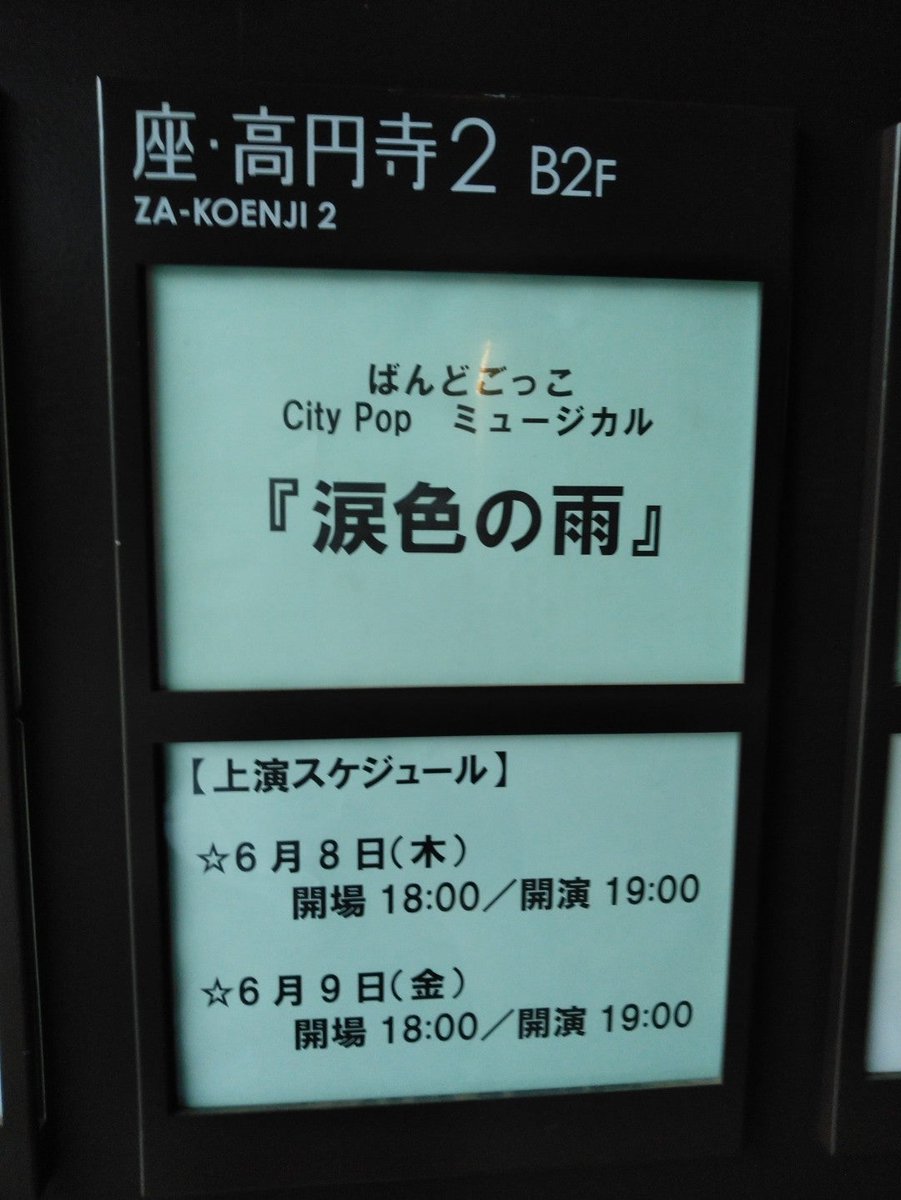 座・高円寺2 B2F
ZA-KOENJI 2
ばんどごっこ
City Pop ミュージカル
『涙色の雨』
【上演スケジュール】
☆6月8日(木)
開場 18:00／開演 19:00
☆6月9日(金)
開場 18:00／開演 19:00